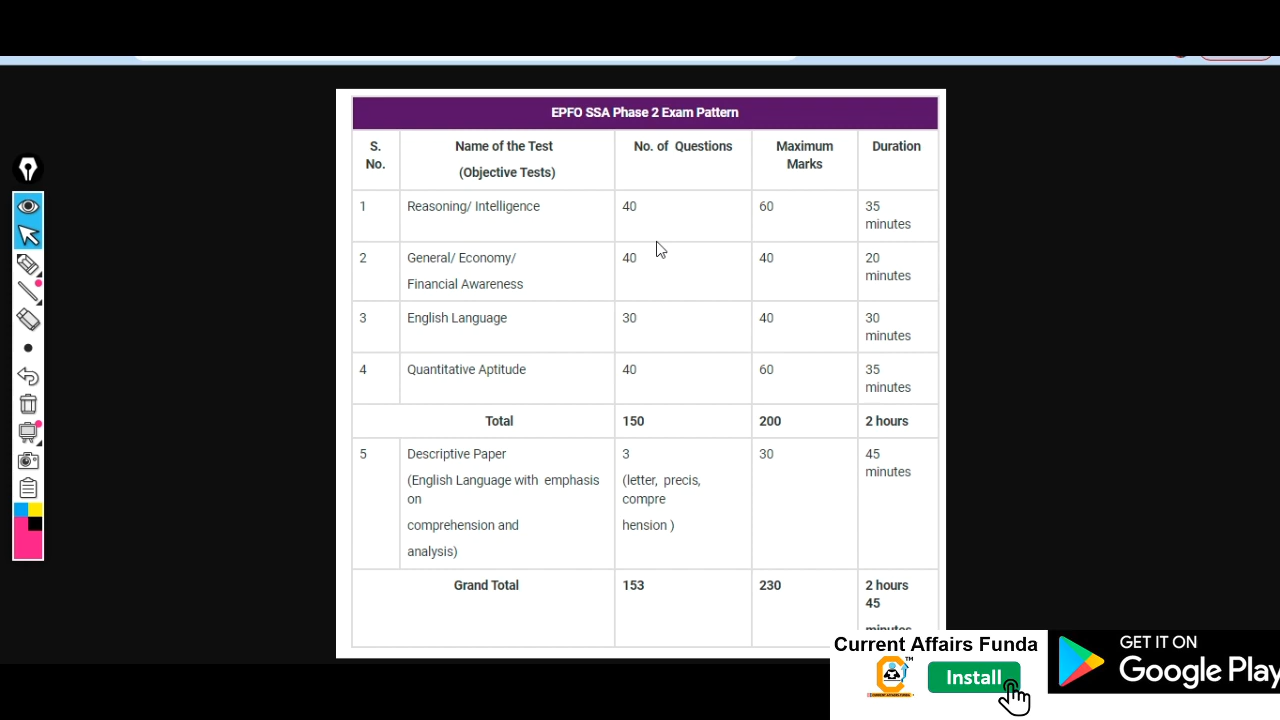 EPFO SSA Phase 2 Exam Pattern
S. No.
Name of the Test
(Objective Tests)
No. of Questions
Maximum Marks
Duration
1
Reasoning/ Intelligence
40
60
35 minutes
2
General/ Economy/
Financial Awareness
40
40
20 minutes
3
English Language
30
40
30 minutes
4
Quantitative Aptitude
40
60
35 minutes
Total
150
200
2 hours
5
Descriptive Paper
(English Language with emphasis
on
comprehension and
analysis)
3
(letter, precis,
compre
hension )
30
45
minutes
Grand Total
153
230
2 hours
45
minutes
Current Affairs Funda
Install
GET IT ON
Google Play